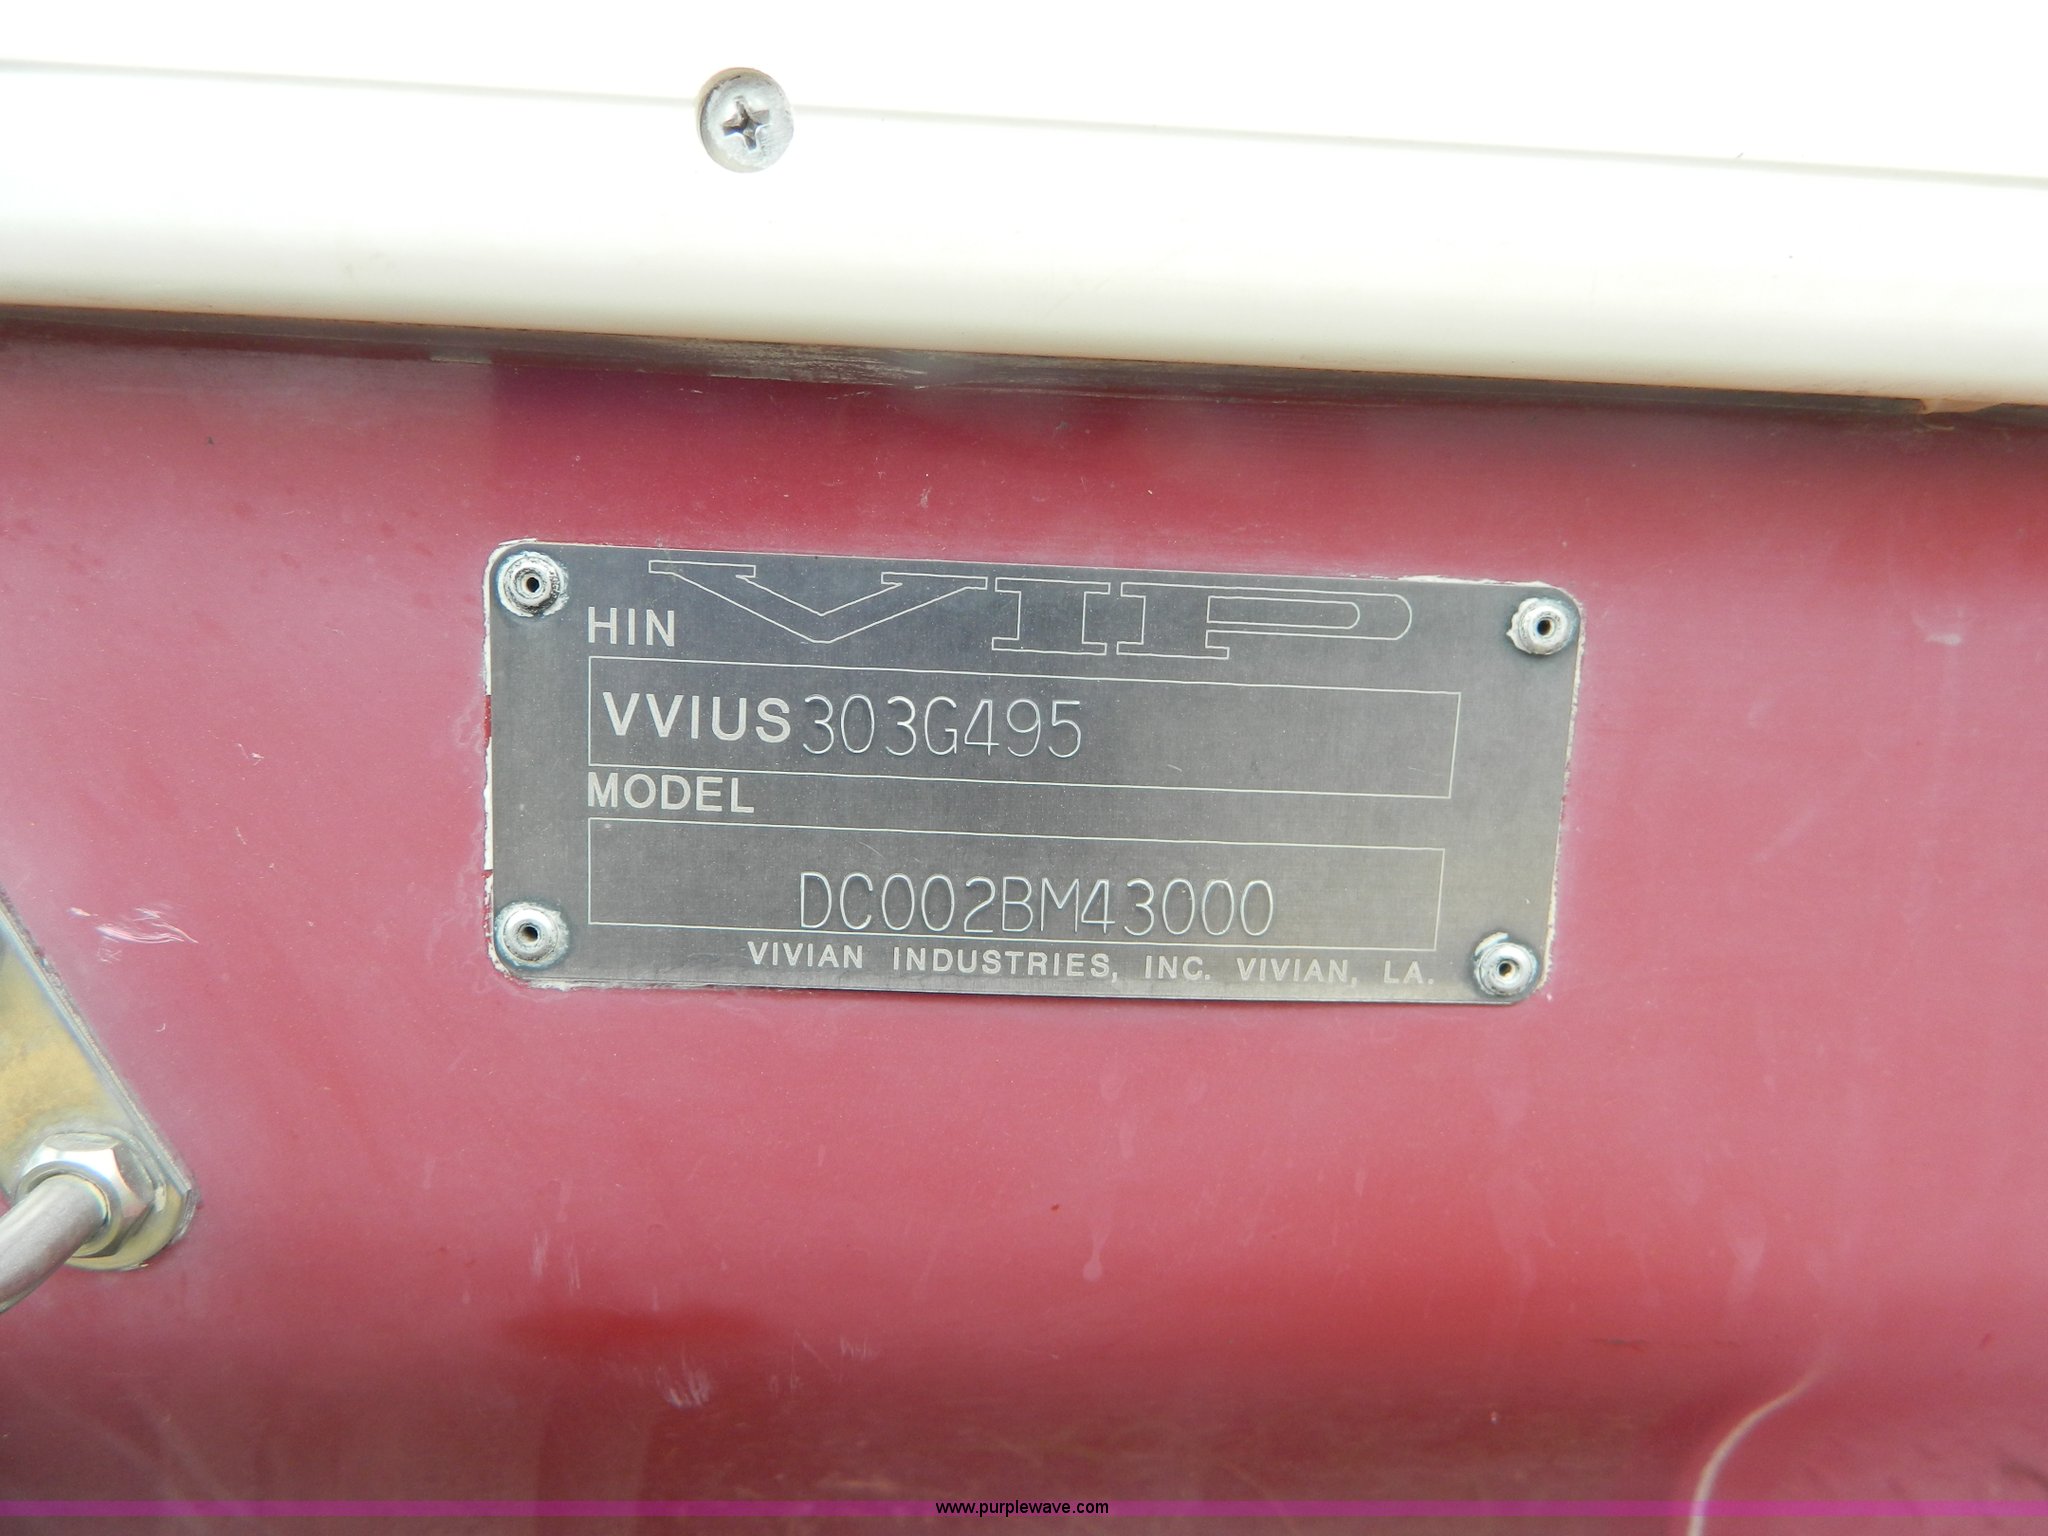 VIP
HIN
VVIUS303G495
MODEL
DC002BM43000
VIVIAN INDUSTRIES, INC. VIVIAN, LA.
www.purplewave.com